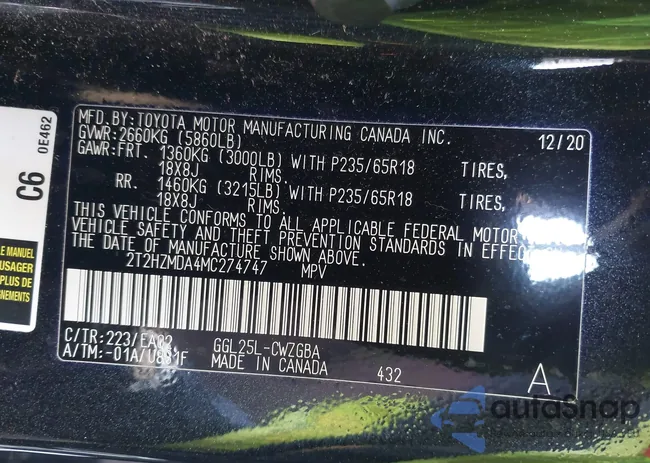 MFD.BY:TOYOTA MOTOR MANUFACTURING CANADA INC. 12/20
GVWR:2660KG (5860LB)
GAWR:FRT. 1360KG (3000LB) WITH P235/65R18 TIRES,
18X8J RIMS.
RR. 1460KG (3215LB) WITH P235/65R18 TIRES,
18X8J RIMS.
THIS VEHICLE CONFORMS TO ALL APPLICABLE FEDERAL MOTOR
VEHICLE SAFETY AND THEFT PREVENTION STANDARDS IN EFFEC
THE DATE OF MANUFACTURE SHOWN ABOVE.
2T2HZMDA4MC274747 MPV
C/TR:223/EA02 GGL25L-CWZGBA
A/TM:-01A/U881F MADE IN CANADA 432 A
C6 0E462
LE MANUEL
USAGER
PLUS DE
GNEMENTS
autosnap